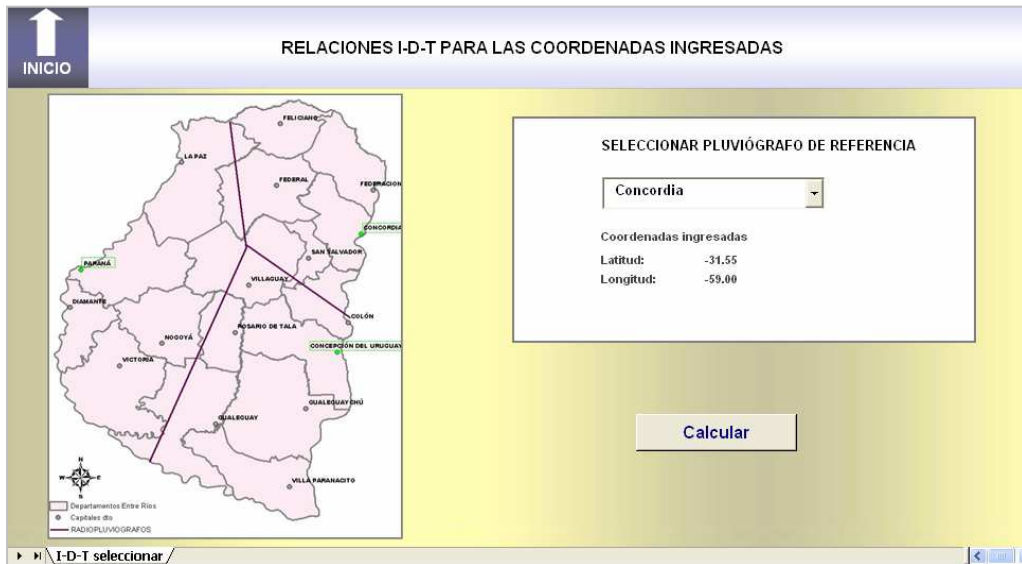 INICIO
RELACIONES I-D-T PARA LAS COORDENADAS INGRESADAS
FELICIANO
LA PAZ
FEDERAL
FEDERACION
CONCORDIA
SAN SALVADOR
PARANÁ
VILLAGUAY
DIAMANTE
COLÓN
ROSARIO DE TALA
NOGOYÁ
CONCEPCIÓN DEL URUGUAY
VICTORIA
GUALEGUAYCHÚ
GUALEGUAY
VILLA PARANACITO
N
W
E
S
Departamentos Entre Ríos
Capitales dto
RADIOPLUVIOGRAFOS
SELECCIONAR PLUVIÓGRAFO DE REFERENCIA
Concordia
Coordenadas ingresadas
Latitud: -31.55
Longitud: -59.00
Calcular
I-D-T seleccionar